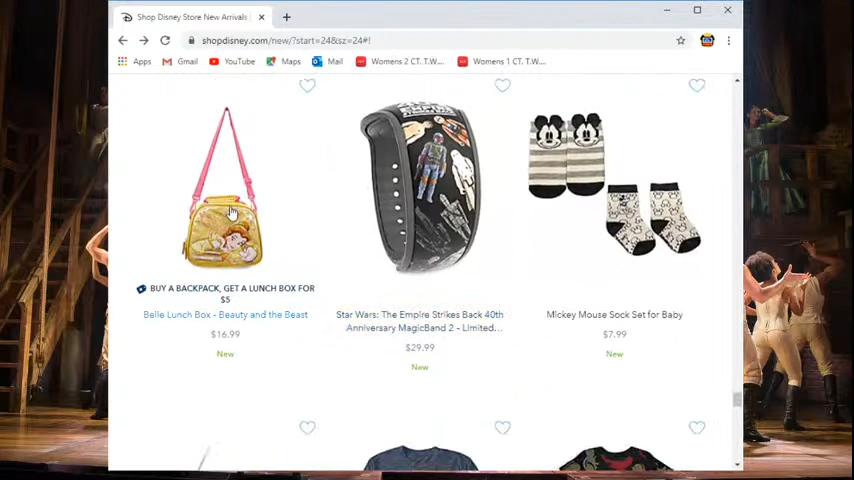 Shop Disney Store New Arrivals
shopdisney.com/new/?start=24&sz=24#!
Apps Gmail YouTube Maps Mail Womens 2 CT. T.W... Womens 1 CT. T.W...
BUY A BACKPACK, GET A LUNCH BOX FOR
$5
Belle Lunch Box - Beauty and the Beast
$16.99
New
Star Wars: The Empire Strikes Back 40th
Anniversary MagicBand 2 - Limited...
$29.99
New
Mickey Mouse Sock Set for Baby
$7.99
New